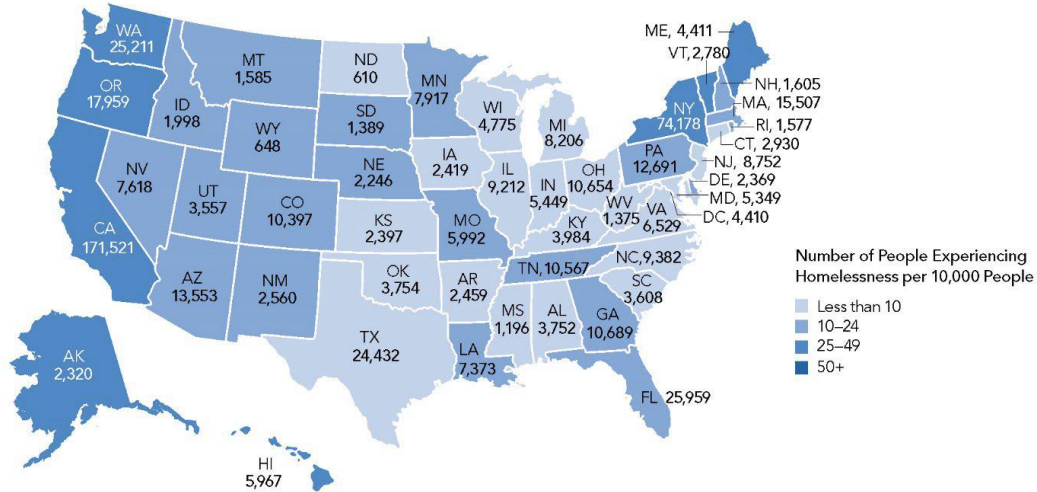 WA
25,211
OR
17,959
CA
171,521
ID
1,998
NV
7,618
MT
1,585
WY
648
UT
3,557
AZ
13,553
CO
10,397
NM
2,560
ND
610
SD
1,389
NE
2,246
KS
2,397
OK
3,754
TX
24,432
MN
7,917
IA
2,419
MO
5,992
AR
2,459
LA
7,373
WI
4,775
IL
9,212
MI
8,206
IN
5,449
OH
10,654
KY
3,984
TN, 10,567
MS
1,196
AL
3,752
GA
10,689
FL 25,959
SC
3,608
NC, 9,382
WV
1,375
VA
6,529
PA
12,691
NY
74,178
ME, 4,411
VT, 2,780
NH, 1,605
MA, 15,507
RI, 1,577
CT, 2,930
NJ, 8,752
DE, 2,369
MD, 5,349
DC, 4,410
AK
2,320
HI
5,967
Number of People Experiencing
Homelessness per 10,000 People
Less than 10
10–24
25–49
50+